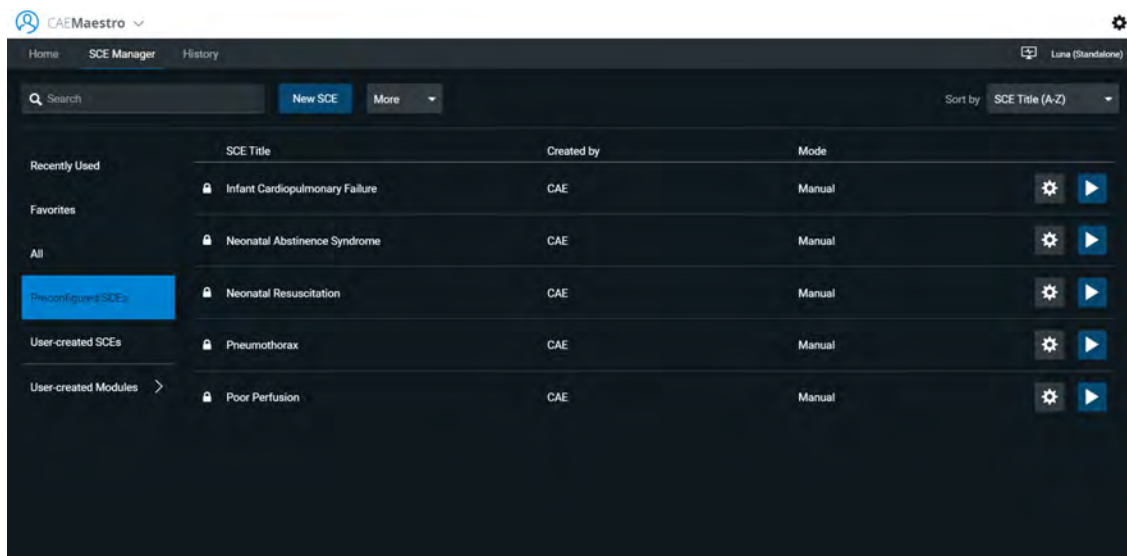 CAEMaestro
Home SCE Manager History Luna (Standalone)
Search New SCE More Sort by SCE Title (A-Z)
SCE Title Created by Mode
Recently Used
Infant Cardiopulmonary Failure CAE Manual
Favorites
Neonatal Abstinence Syndrome CAE Manual
All
Preconfigured SCEs
Neonatal Resuscitation CAE Manual
User-created SCEs
Pneumothorax CAE Manual
User-created Modules
Poor Perfusion CAE Manual